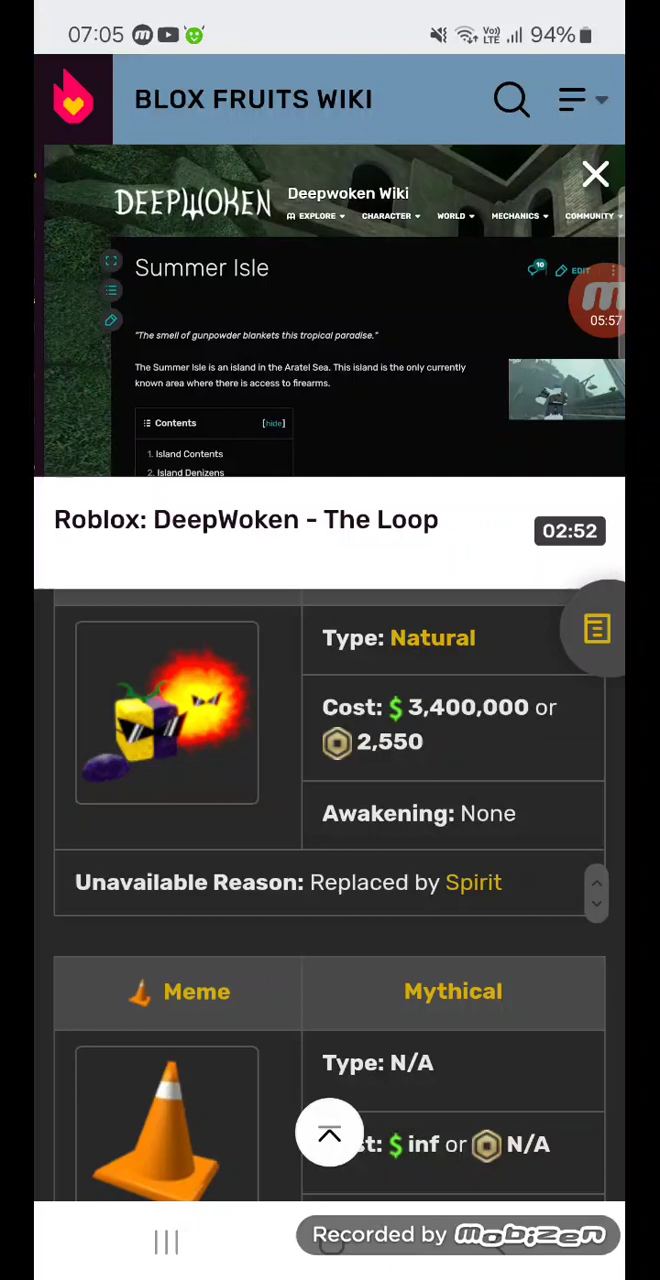 07:05 Vo)) LTE 94%
BLOX FRUITS WIKI
DEEPWOKEN Deepwoken Wiki
EXPLORE CHARACTER WORLD MECHANICS COMMUNITY
Summer Isle 10 EDIT
05:57
"The smell of gunpowder blankets this tropical paradise."
The Summer Isle is an island in the Aratel Sea. This island is the only currently
known area where there is access to firearms.
Contents [hide]
1. Island Contents
2. Island Denizens
Roblox: DeepWoken - The Loop
02:52
Type: Natural
Cost: $ 3,400,000 or
2,550
Awakening: None
Unavailable Reason: Replaced by Spirit
Meme Mythical
Type: N/A
st: $ inf or N/A
Recorded by mobizen